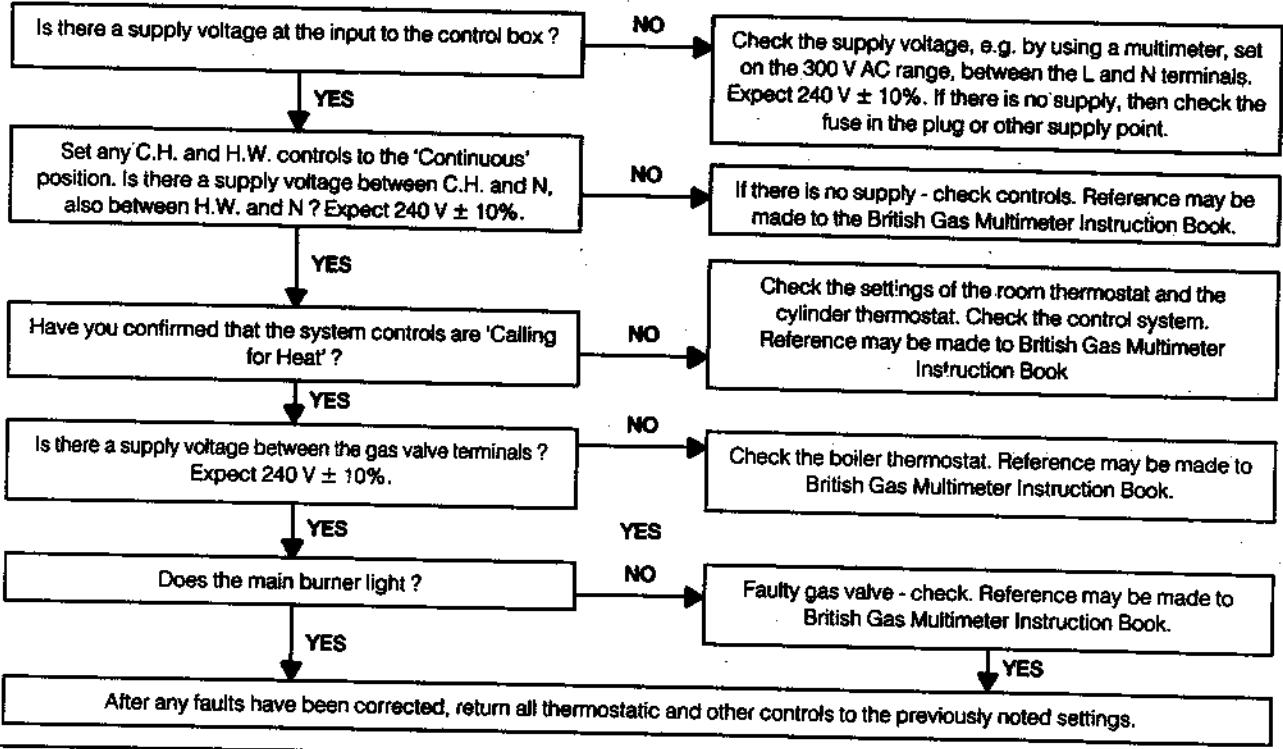 Is there a supply voltage at the input to the control box ?
NO
Check the supply voltage, e.g. by using a multimeter, set
on the 300 V AC range, between the L and N terminals.
Expect 240 V ± 10%. If there is no supply, then check the
fuse in the plug or other supply point.
YES
Set any C.H. and H.W. controls to the 'Continuous'
position. Is there a supply voltage between C.H. and N,
also between H.W. and N ? Expect 240 V ± 10%.
NO
If there is no supply - check controls. Reference may be
made to the British Gas Multimeter Instruction Book.
YES
Have you confirmed that the system controls are 'Calling
for Heat' ?
NO
Check the settings of the room thermostat and the
cylinder thermostat. Check the control system.
Reference may be made to British Gas Multimeter
Instruction Book
YES
Is there a supply voltage between the gas valve terminals ?
Expect 240 V ± 10%.
NO
Check the boiler thermostat. Reference may be made to
British Gas Multimeter Instruction Book.
YES
YES
Does the main burner light ?
NO
Faulty gas valve - check. Reference may be made to
British Gas Multimeter Instruction Book.
YES
YES
After any faults have been corrected, return all thermostatic and other controls to the previously noted settings.